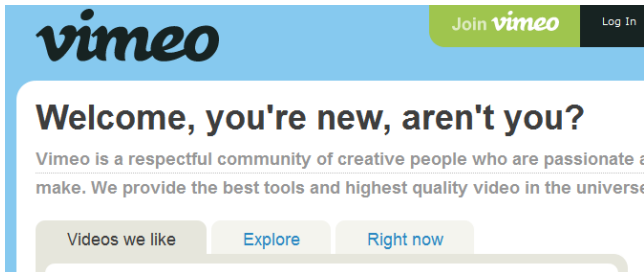 vimeo
Join vimeo
Log In
Welcome, you're new, aren't you?
Vimeo is a respectful community of creative people who are passionate
make. We provide the best tools and highest quality video in the universe
Videos we like
Explore
Right now